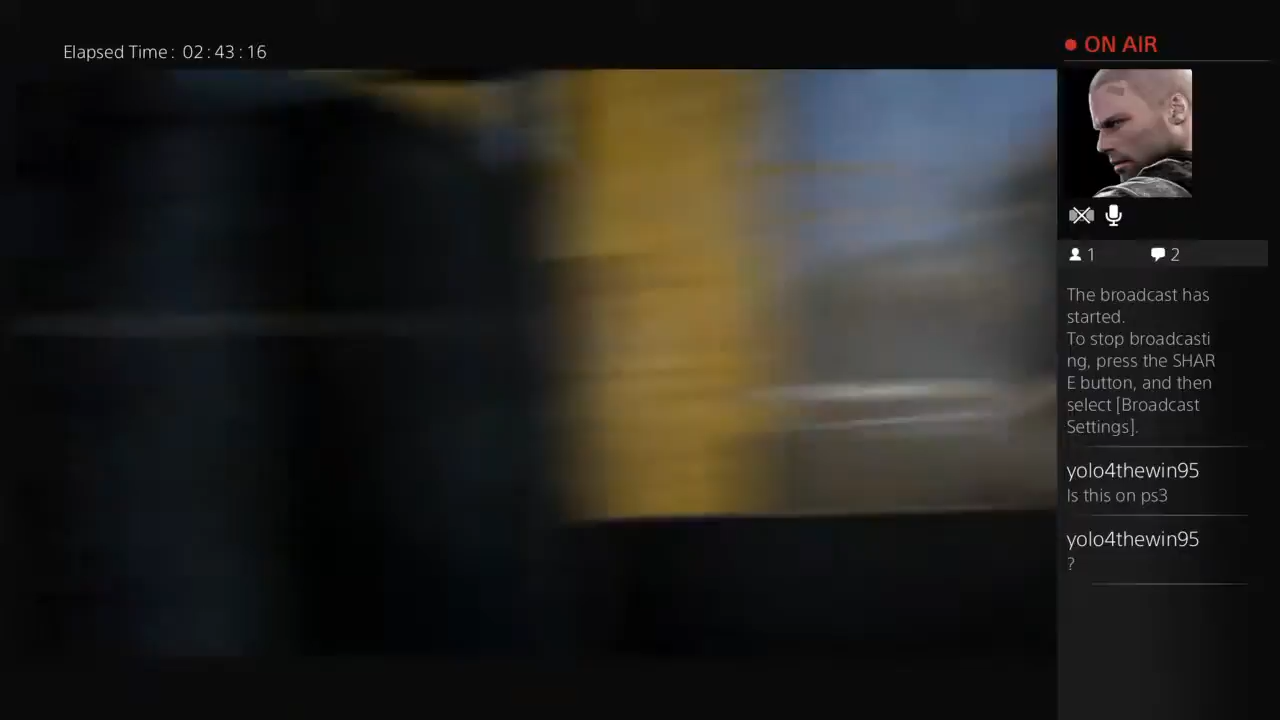 Elapsed Time: 02:43:16
ON AIR
1 2
The broadcast has
started.
To stop broadcasti
ng, press the SHAR
E button, and then
select [Broadcast
Settings].
yolo4thewin95
Is this on ps3
yolo4thewin95
?